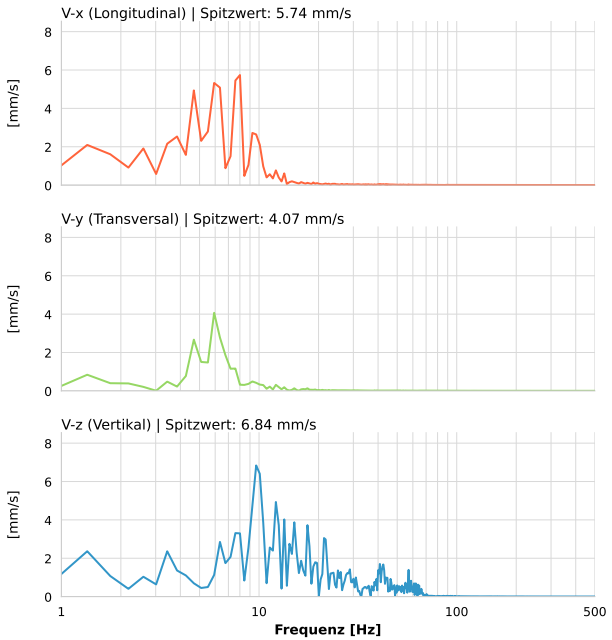 V-x (Longitudinal) | Spitzwert: 5.74 mm/s
8
6
4
2
0
[mm/s]
V-y (Transversal) | Spitzwert: 4.07 mm/s
8
6
4
2
0
[mm/s]
V-z (Vertikal) | Spitzwert: 6.84 mm/s
8
6
4
2
0
[mm/s]
1 10 100 500
Frequenz [Hz]